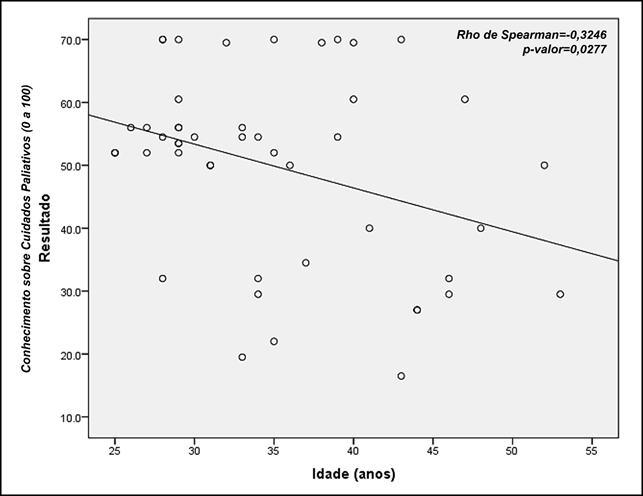 Rho de Spearman=-0,3246
p-valor=0,0277
Conhecimento sobre Cuidados Paliativos (0 a 100)
Resultado
70.0
60.0
50.0
40.0
30.0
20.0
10.0
25 30 35 40 45 50 55
Idade (anos)